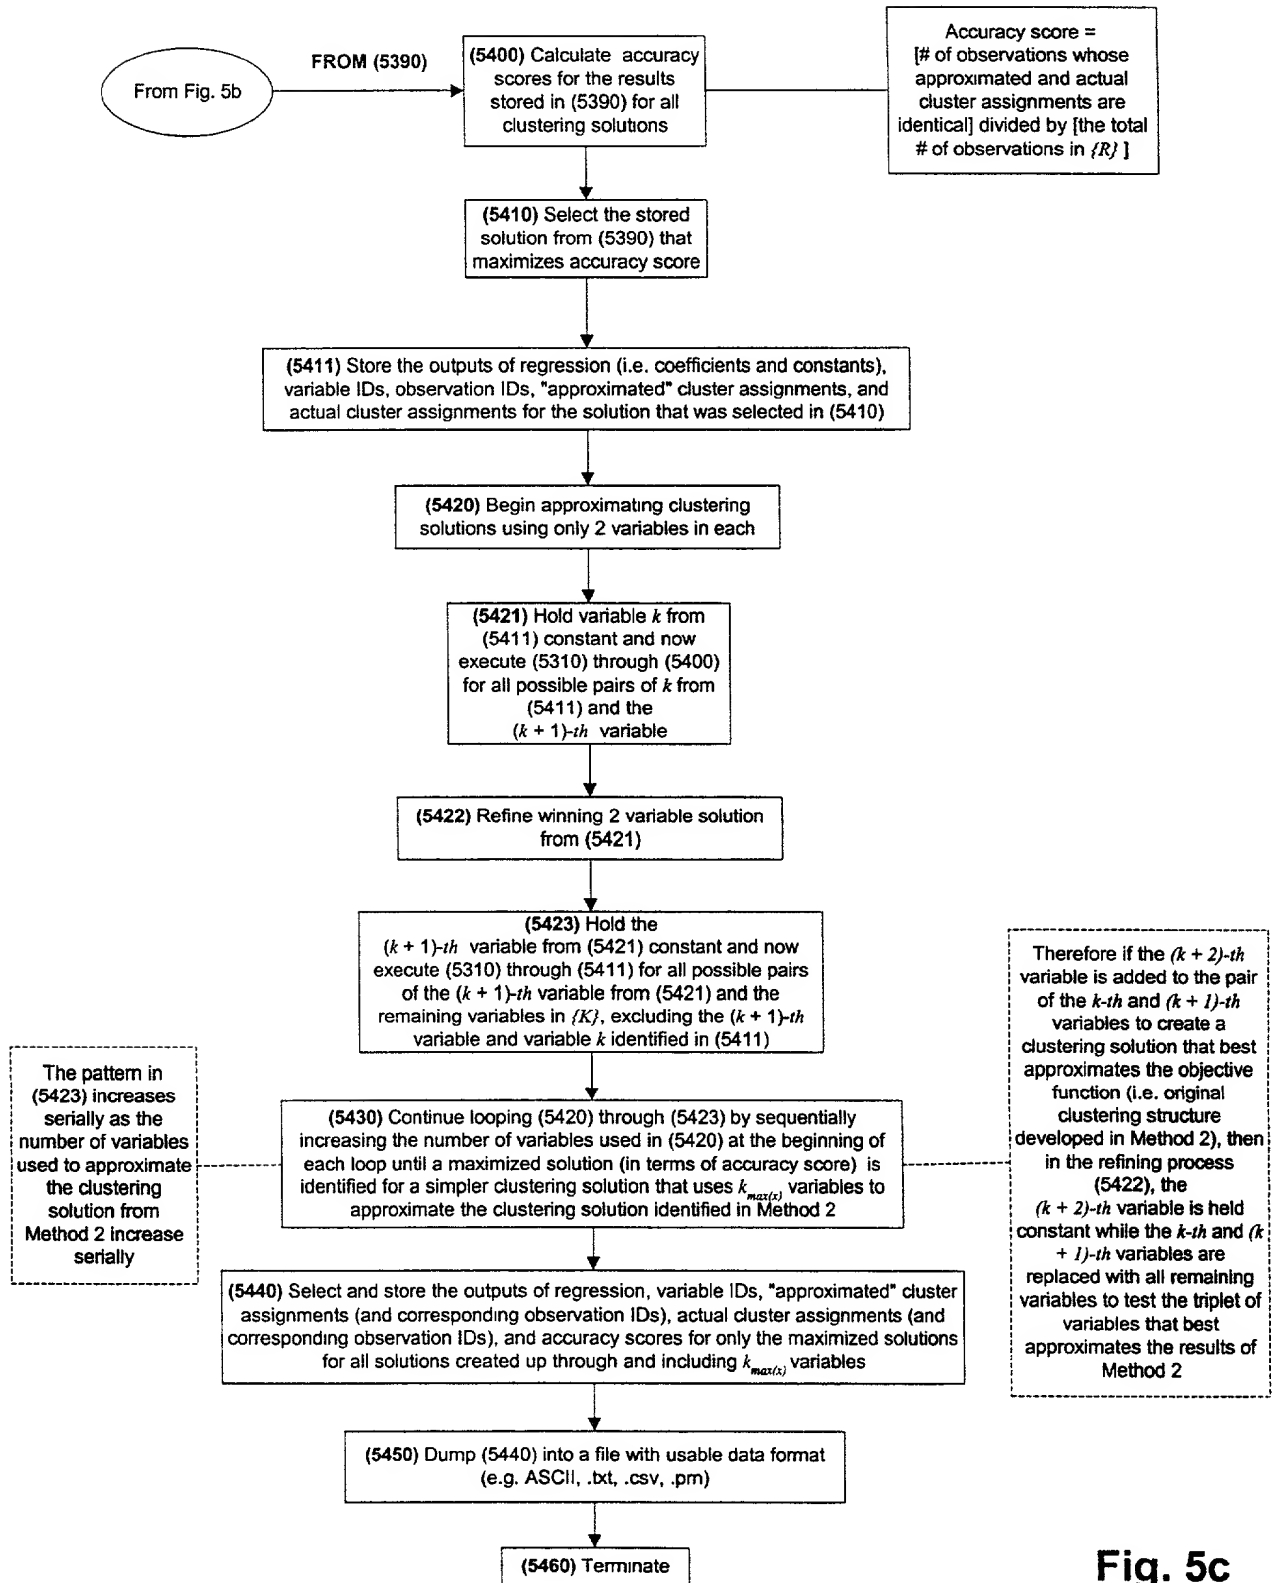 From Fig. 5b
FROM (5390)
(5400) Calculate accuracy
scores for the results
stored in (5390) for all
clustering solutions
Accuracy score =
[# of observations whose
approximated and actual
cluster assignments are
identical] divided by [the total
# of observations in {R} ]
(5410) Select the stored
solution from (5390) that
maximizes accuracy score
(5411) Store the outputs of regression (i.e. coefficients and constants),
variable IDs, observation IDs, "approximated" cluster assignments, and
actual cluster assignments for the solution that was selected in (5410)
(5420) Begin approximating clustering
solutions using only 2 variables in each
(5421) Hold variable k from
(5411) constant and now
execute (5310) through (5400)
for all possible pairs of k from
(5411) and the
(k + 1)-th variable
(5422) Refine winning 2 variable solution
from (5421)
(5423) Hold the
(k + 1)-th variable from (5421) constant and now
execute (5310) through (5411) for all possible pairs
of the (k + 1)-th variable from (5421) and the
remaining variables in {K}, excluding the (k + 1)-th
variable and variable k identified in (5411)
The pattern in
(5423) increases
serially as the
number of variables
used to approximate
the clustering
solution from
Method 2 increase
serially
(5430) Continue looping (5420) through (5423) by sequentially
increasing the number of variables used in (5420) at the beginning of
each loop until a maximized solution (in terms of accuracy score) is
identified for a simpler clustering solution that uses kmax(x) variables to
approximate the clustering solution identified in Method 2
Therefore if the (k + 2)-th
variable is added to the pair
of the k-th and (k + 1)-th
variables to create a
clustering solution that best
approximates the objective
function (i.e. original
clustering structure
developed in Method 2), then
in the refining process
(5422), the
(k + 2)-th variable is held
constant while the k-th and (k
+ 1)-th variables are
replaced with all remaining
variables to test the triplet of
variables that best
approximates the results of
Method 2
(5440) Select and store the outputs of regression, variable IDs, "approximated" cluster
assignments (and corresponding observation IDs), actual cluster assignments (and
corresponding observation IDs), and accuracy scores for only the maximized solutions
for all solutions created up through and including kmax(x) variables
(5450) Dump (5440) into a file with usable data format
(e.g. ASCII, .txt, .csv, .prn)
(5460) Terminate
Fig. 5c